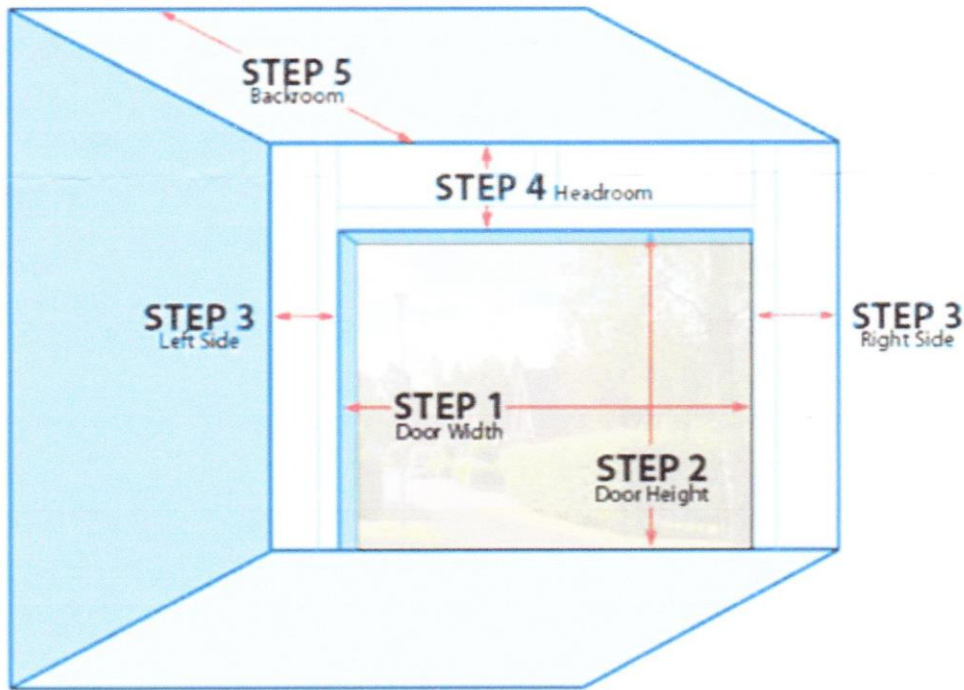 STEP 5
Backroom
STEP 4 Headroom
STEP 3
Left Side
STEP 3
Right Side
STEP 1
Door Width
STEP 2
Door Height